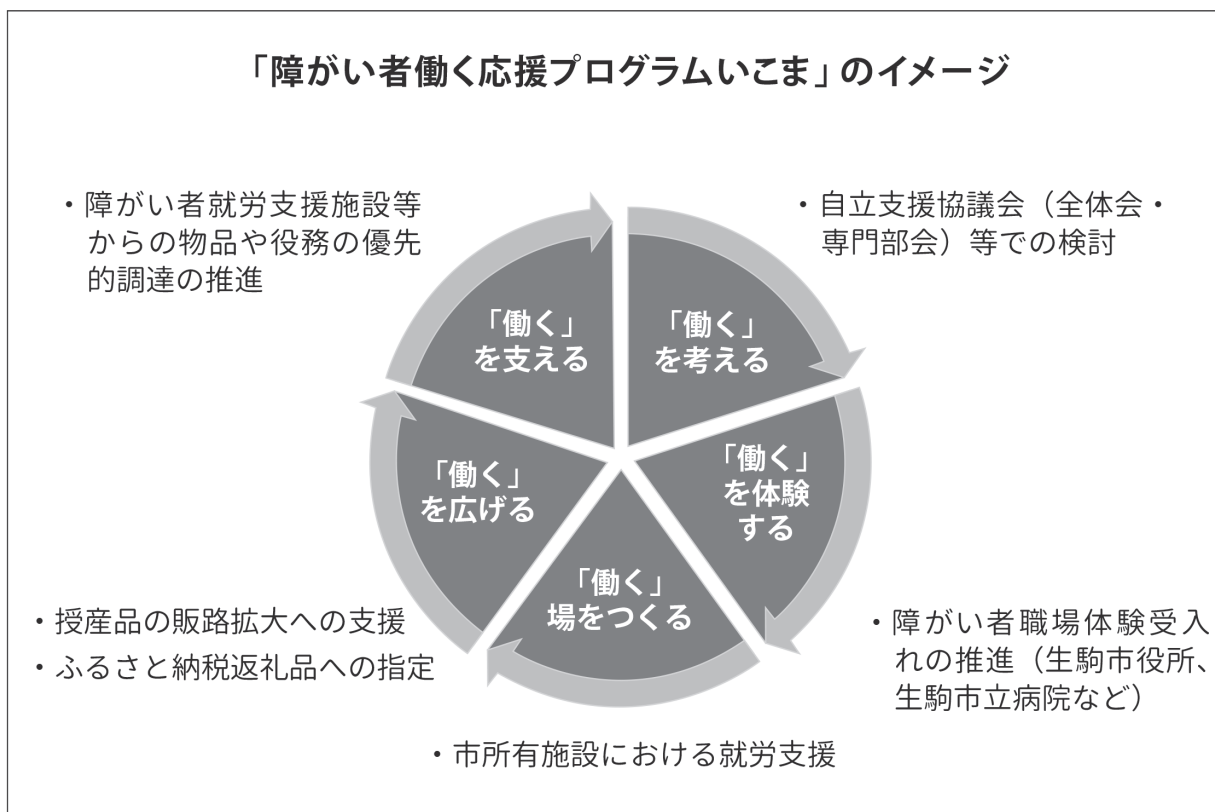 「障がい者働く応援プログラムいこま」のイメージ
・障がい者就労支援施設等
からの物品や役務の優先
的調達の推進
・自立支援協議会（全体会・
専門部会）等での検討
「働く」
を支える
「働く」
を考える
「働く」
を広げる
「働く」
を体験
する
「働く」
場をつくる
・授産品の販路拡大への支援
・ふるさと納税返礼品への指定
・障がい者職場体験受入
れの推進（生駒市役所、
生駒市立病院など）
・市所有施設における就労支援